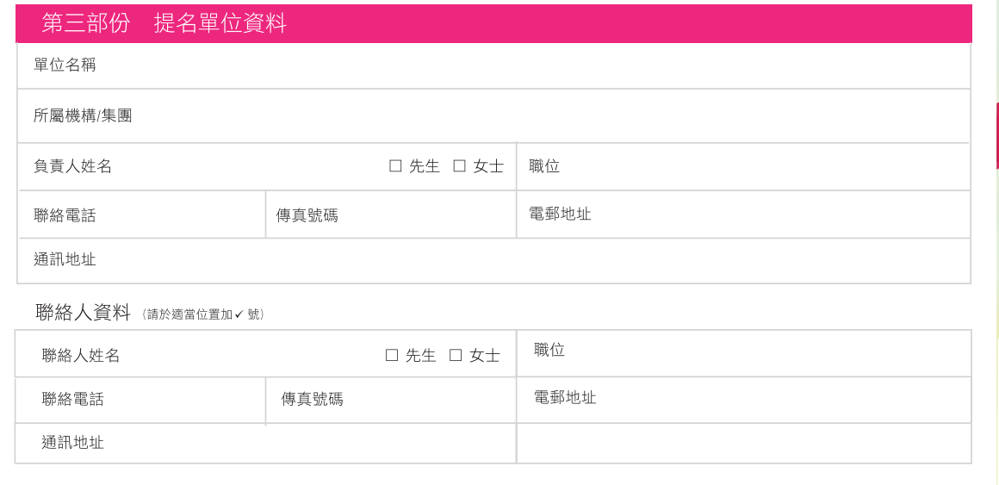 第三部份　提名單位資料
單位名稱
所屬機構/集團
負責人姓名 □ 先生 □ 女士 職位
聯絡電話 傳真號碼 電郵地址
通訊地址
聯絡人資料 （請於適當位置加✓號）
聯絡人姓名 □ 先生 □ 女士 職位
聯絡電話 傳真號碼 電郵地址
通訊地址